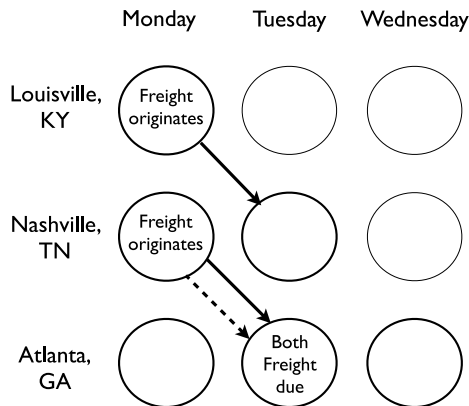 Monday Tuesday Wednesday
Louisville,
KY
Freight
originates
Nashville,
TN
Freight
originates
Atlanta,
GA
Both
Freight
due